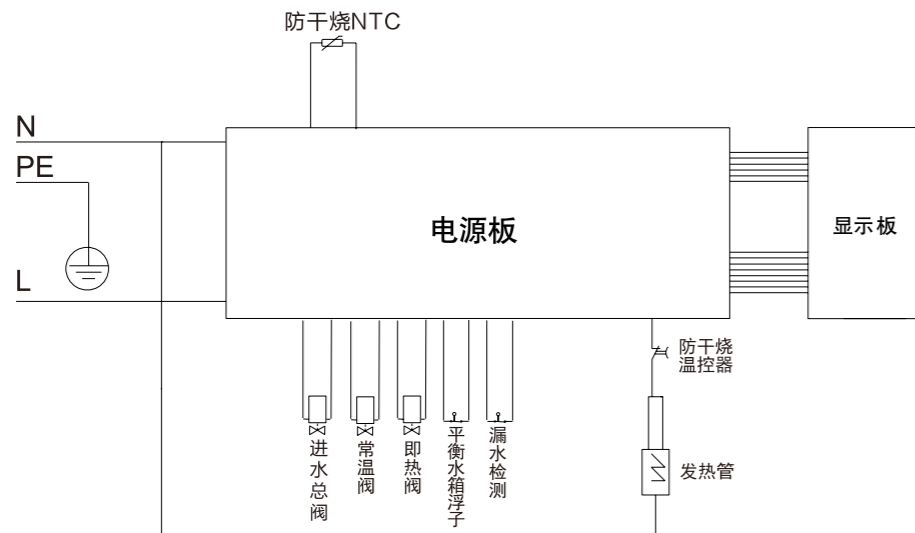 防干烧NTC
N
PE
L
电源板
显示板
防干烧
温控器
发热管
进水总阀
常温阀
即热阀
平衡水箱浮子
漏水检测